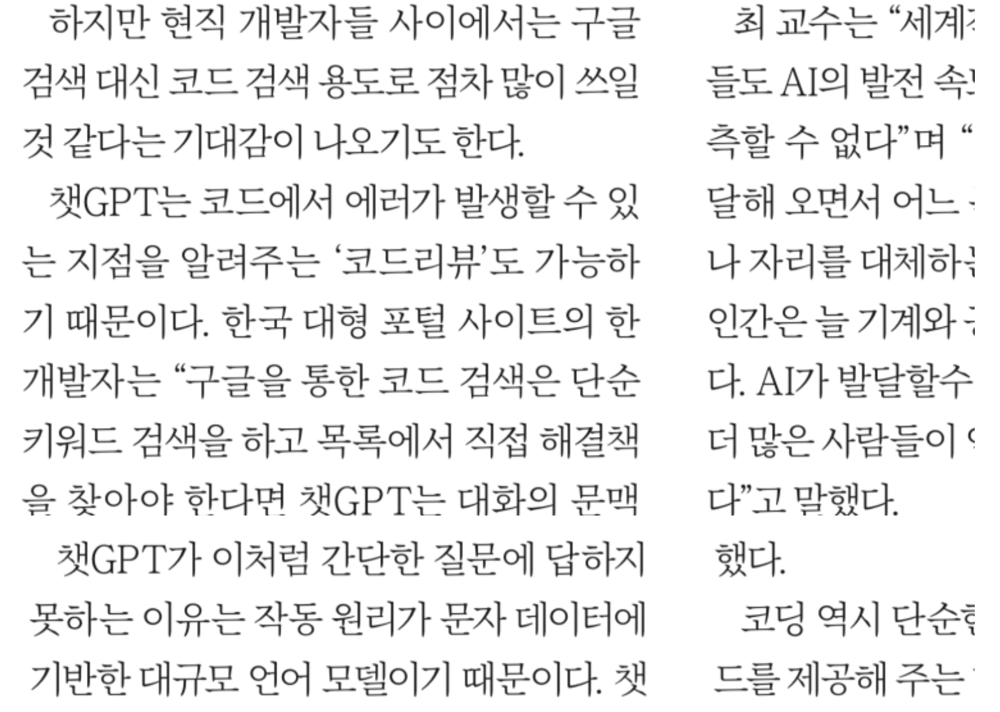 하지만 현직 개발자들 사이에서는 구글
검색 대신 코드 검색 용도로 점차 많이 쓰일
것 같다는 기대감이 나오기도 한다.
챗GPT는 코드에서 에러가 발생할 수 있
는 지점을 알려주는 ‘코드리뷰’도 가능하
기 때문이다. 한국 대형 포털 사이트의 한
개발자는 “구글을 통한 코드 검색은 단순
키워드 검색을 하고 목록에서 직접 해결책
을 찾아야 한다면 챗GPT는 대화의 문맥
챗GPT가 이처럼 간단한 질문에 답하지
못하는 이유는 작동 원리가 문자 데이터에
기반한 대규모 언어 모델이기 때문이다. 챗
최 교수는 “세계
들도 AI의 발전
측할 수 없다”며 “
달해 오면서 어느
나 자리를 대체하
인간은 늘 기계와
다. AI가 발달할수
더 많은 사람들이
다”고 말했다.
했다.
코딩 역시 단순
드를 제공해 주는